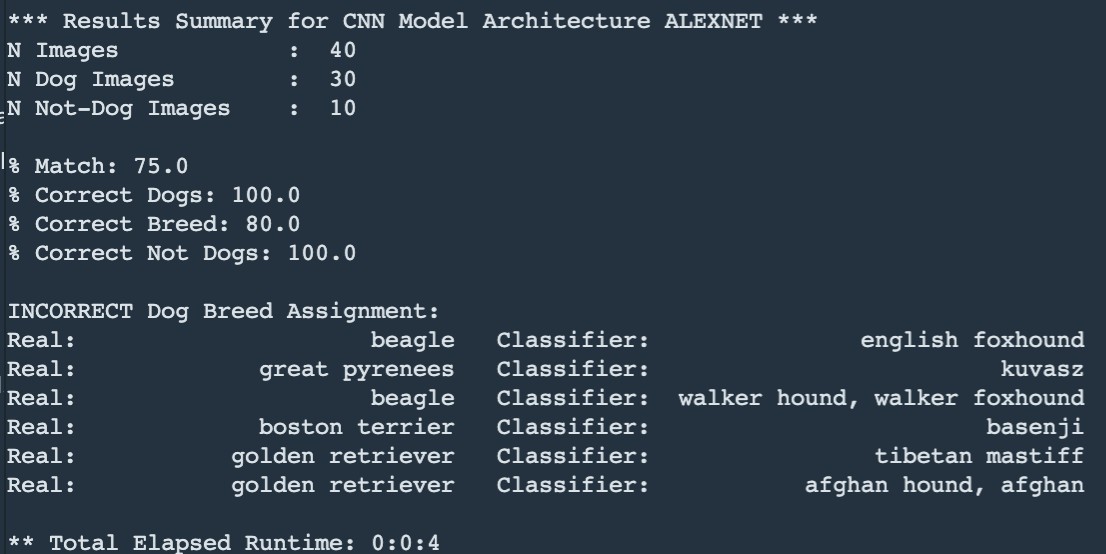 *** Results Summary for CNN Model Architecture ALEXNET ***
N Images : 40
N Dog Images : 30
N Not-Dog Images : 10
% Match: 75.0
% Correct Dogs: 100.0
% Correct Breed: 80.0
% Correct Not Dogs: 100.0
INCORRECT Dog Breed Assignment:
Real: beagle Classifier: english foxhound
Real: great pyrenees Classifier: kuvasz
Real: beagle Classifier: walker hound, walker foxhound
Real: boston terrier Classifier: basenji
Real: golden retriever Classifier: tibetan mastiff
Real: golden retriever Classifier: afghan hound, afghan
** Total Elapsed Runtime: 0:0:4